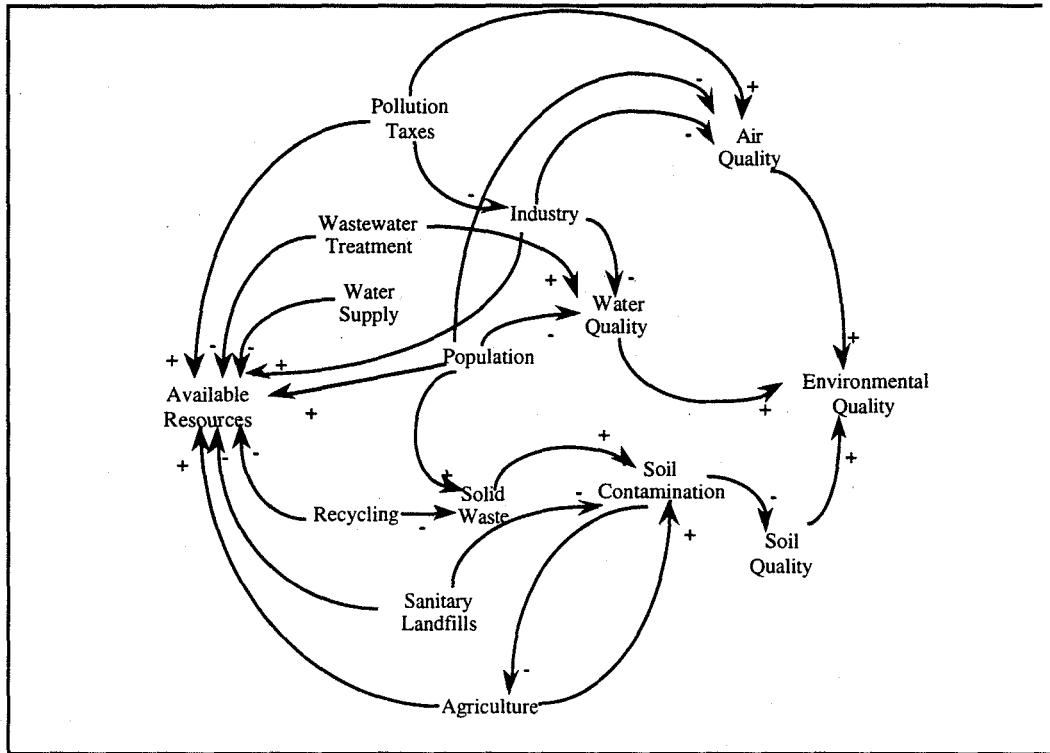 Pollution
Taxes
-
+
Air
Quality
-
-
-
Industry
Wastewater
Treatment
+
-
Water
Supply
Water
Quality
-
+
-
-
+
Population
+
Available
Resources
+
Environmental
Quality
+
+
+
-
-
+
+
Solid
Waste
Recycling
-
-
Soil
Contamination
-
+
Soil
Quality
+
Sanitary
Landfills
-
Agriculture